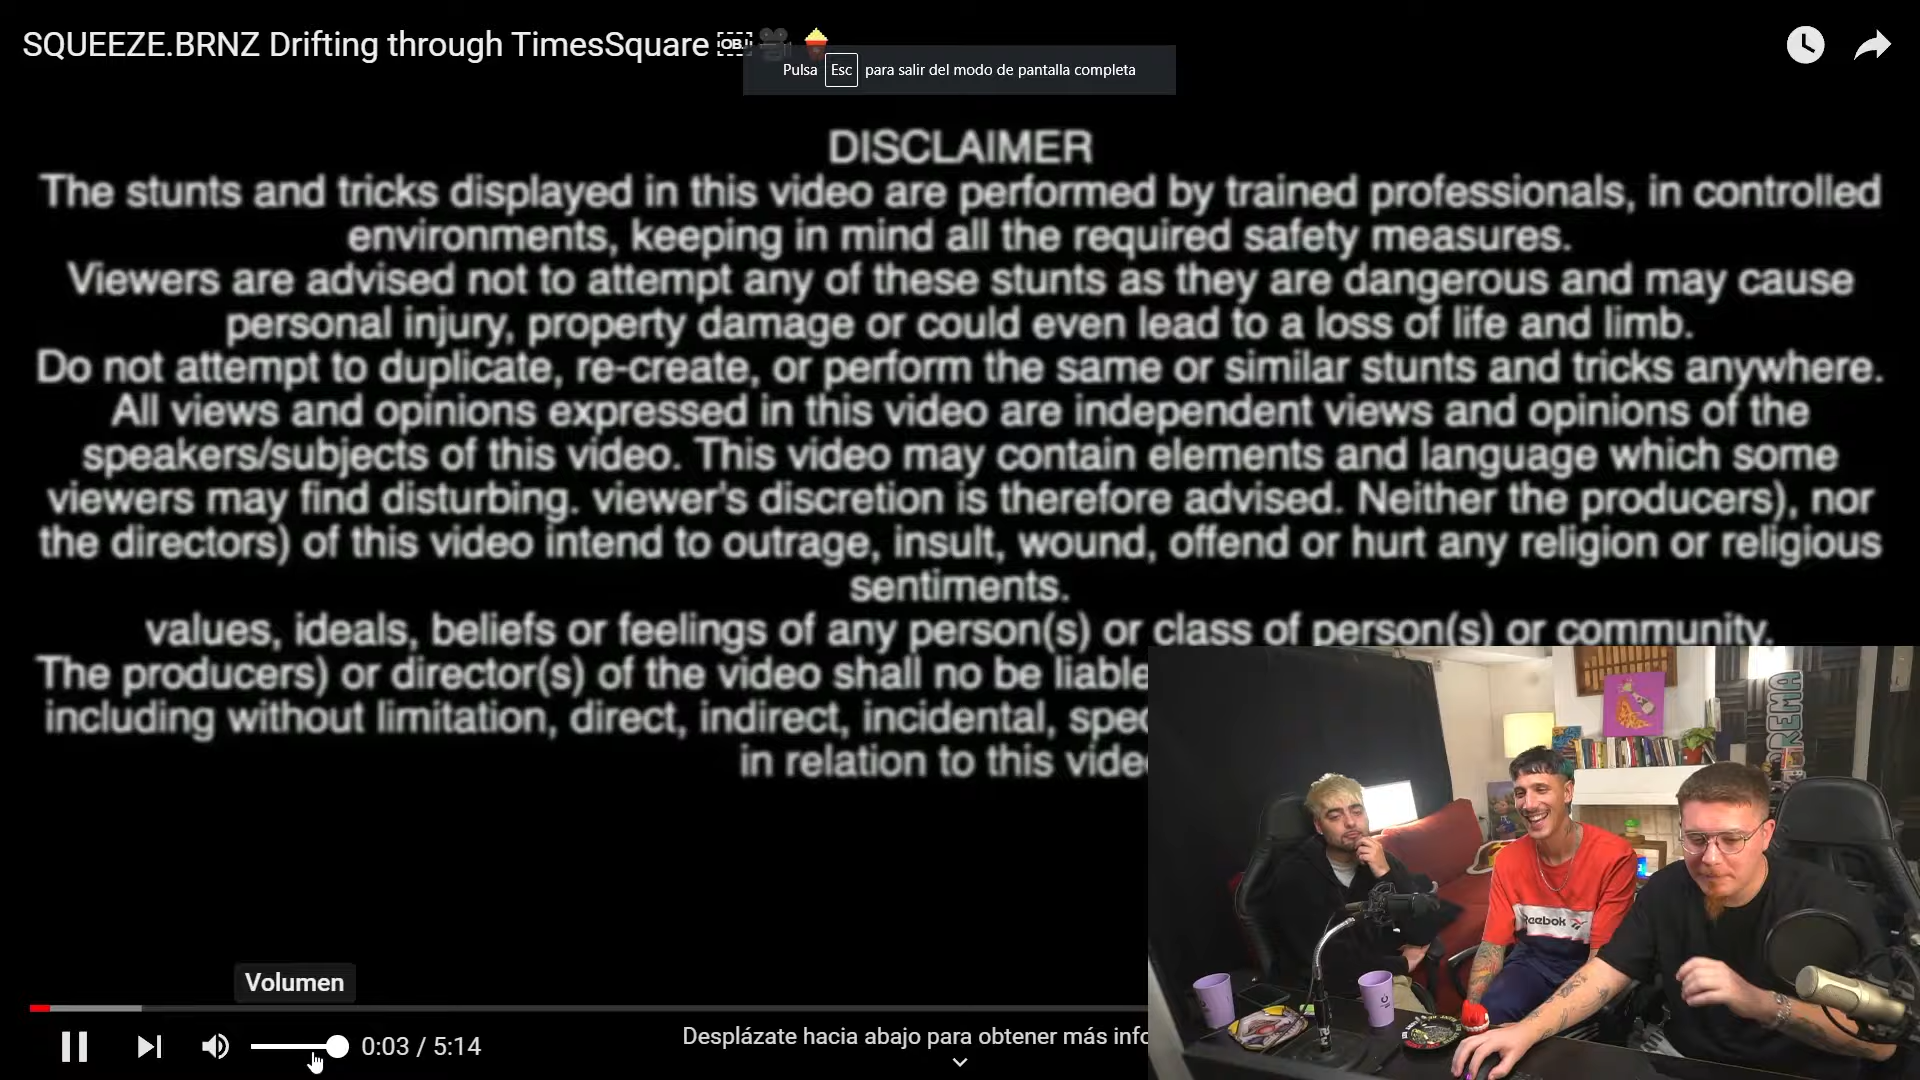 SQUEEZE.BRNZ Drifting through TimesSquare OBJ
Pulsa Esc para salir del modo de pantalla completa
DISCLAIMER
The stunts and tricks displayed in this video are performed by trained professionals, in controlled
environments, keeping in mind all the required safety measures.
Viewers are advised not to attempt any of these stunts as they are dangerous and may cause
personal injury, property damage or could even lead to a loss of life and limb.
Do not attempt to duplicate, re-create, or perform the same or similar stunts and tricks anywhere.
All views and opinions expressed in this video are independent views and opinions of the
speakers/subjects of this video. This video may contain elements and language which some
viewers may find disturbing. viewer's discretion is therefore advised. Neither the producers), nor
the directors) of this video intend to outrage, insult, wound, offend or hurt any religion or religious
sentiments.
values, ideals, beliefs or feelings of any person(s) or class of person(s) or community.
The producers) or director(s) of the video shall no be liable
including without limitation, direct, indirect, incidental,
in relation to this
REMA
Reebok
Volumen
0:03 / 5:14
Desplázate hacia abajo para obtener más